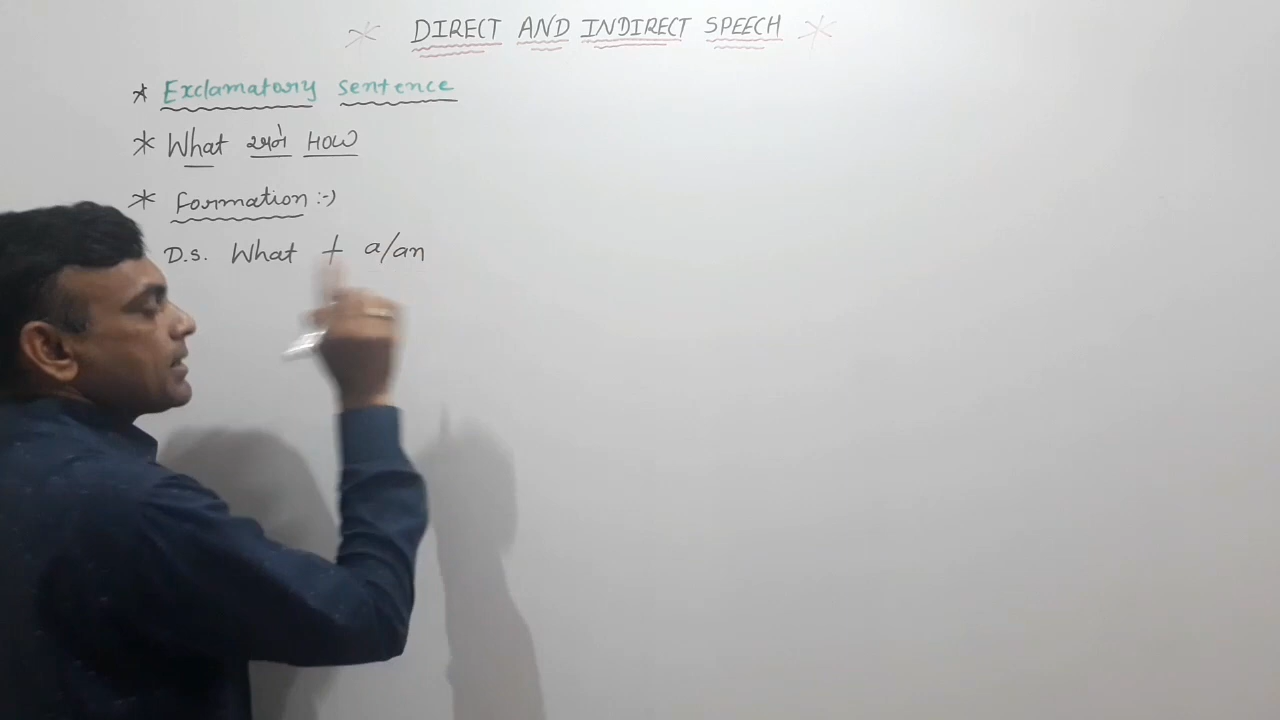 * DIRECT AND INDIRECT SPEECH *
* Exclamatory sentence
* What અને HOW
* Formation :-)
D.S. What + a/an